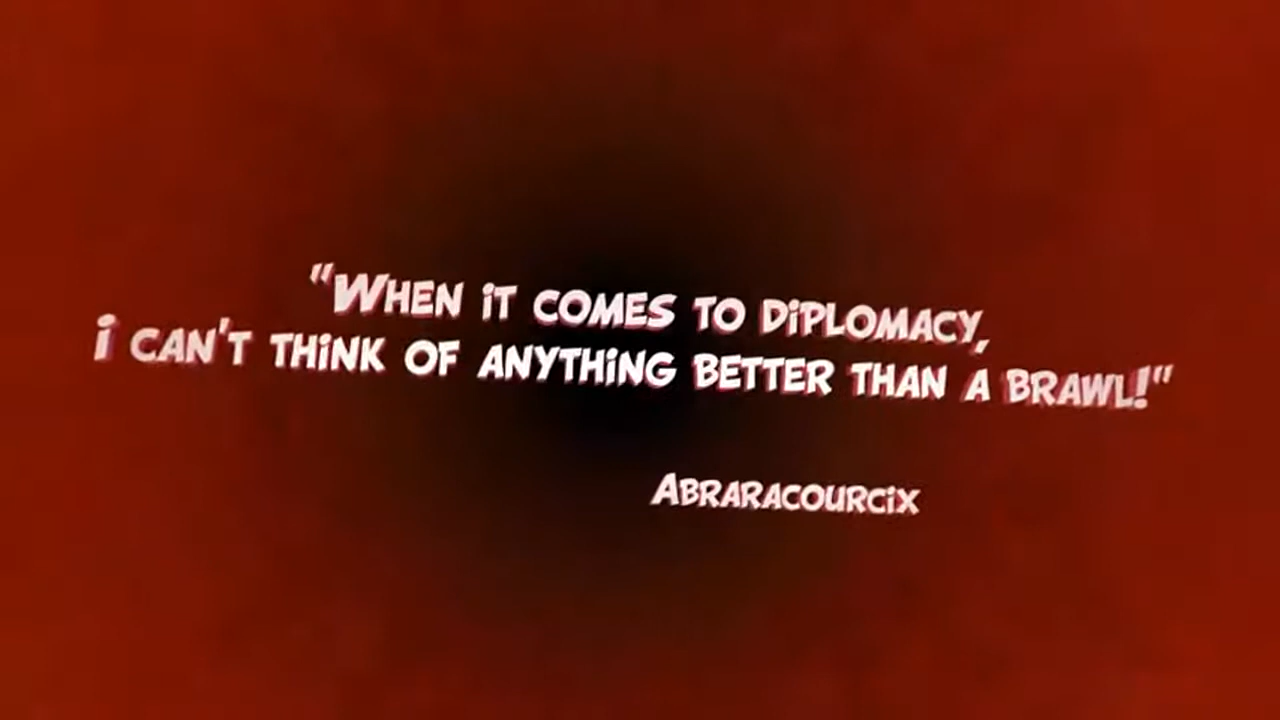 "When it comes to diplomacy,
i can't think of anything better than a brawl!"
Abraracourcix